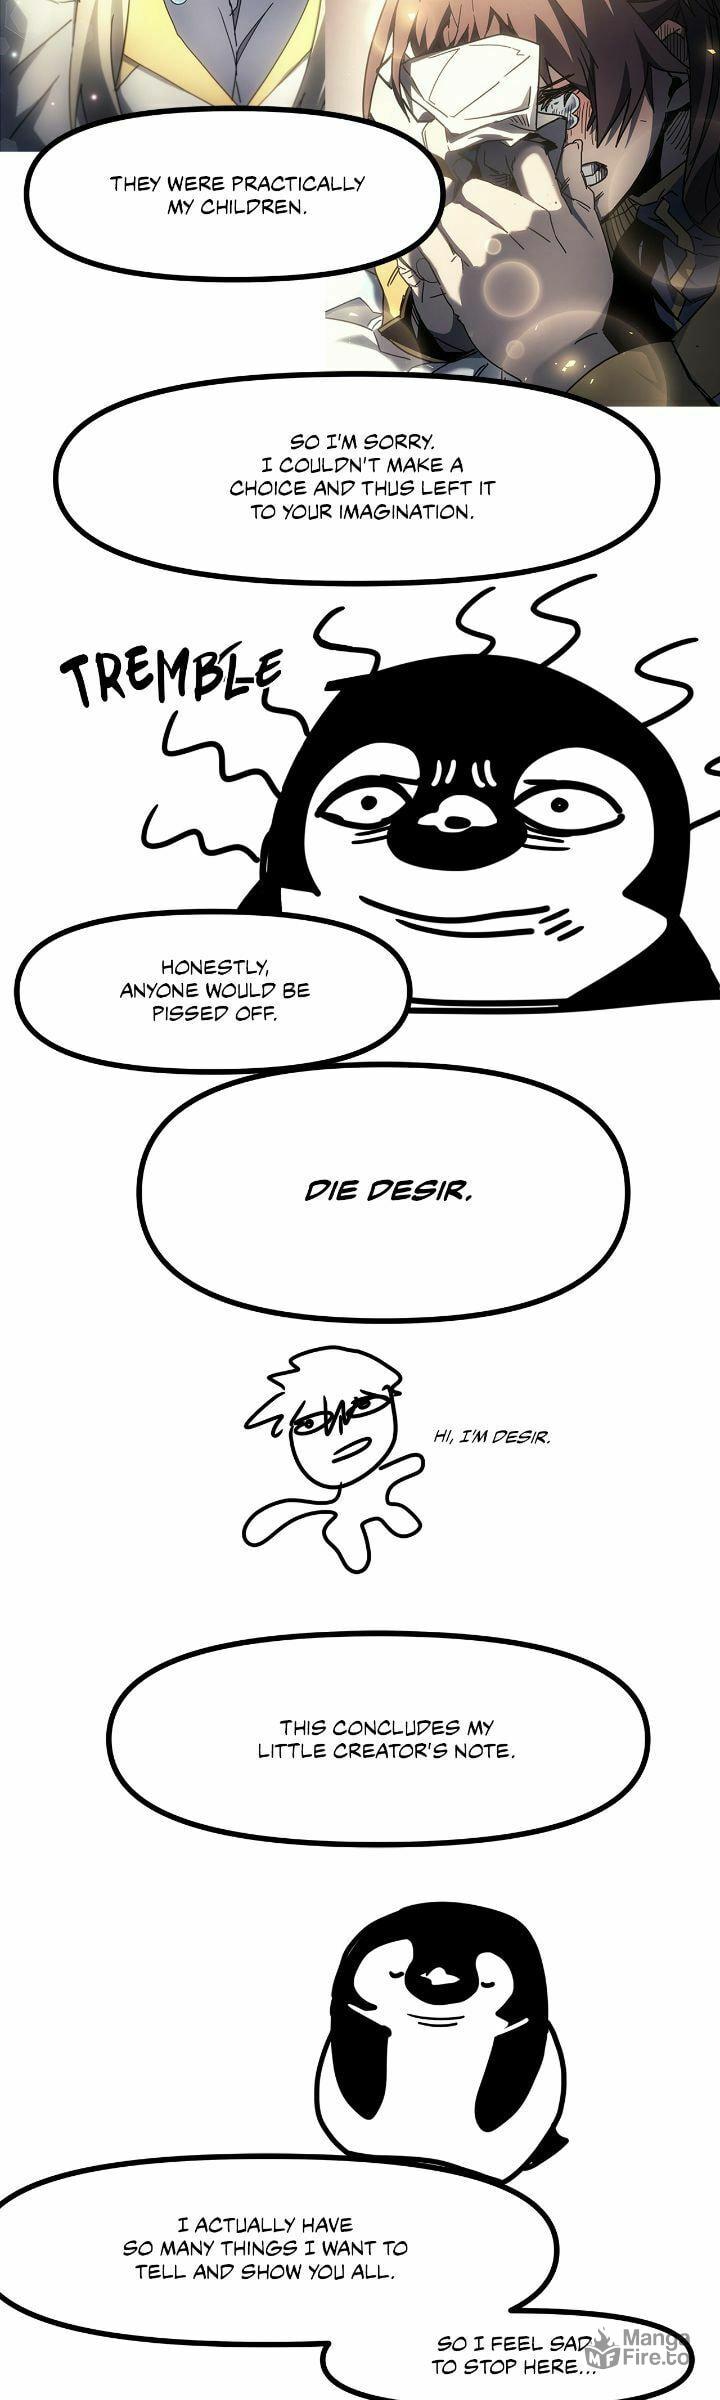 THEY WERE PRACTICALLY
MY CHILDREN.
SO I'M SORRY.
I COULDN'T MAKE A
CHOICE AND THUS LEFT IT
TO YOUR IMAGINATION.
TREMBLE
HONESTLY,
ANYONE WOULD BE
PISSED OFF.
DIE DESIR.
HI, I'M DESIR.
THIS CONCLUDES MY
LITTLE CREATOR'S NOTE.
I ACTUALLY HAVE
SO MANY THINGS I WANT TO
TELL AND SHOW YOU ALL.
SO I FEEL SAD
TO STOP HERE...
MF
Manga
Fire.to